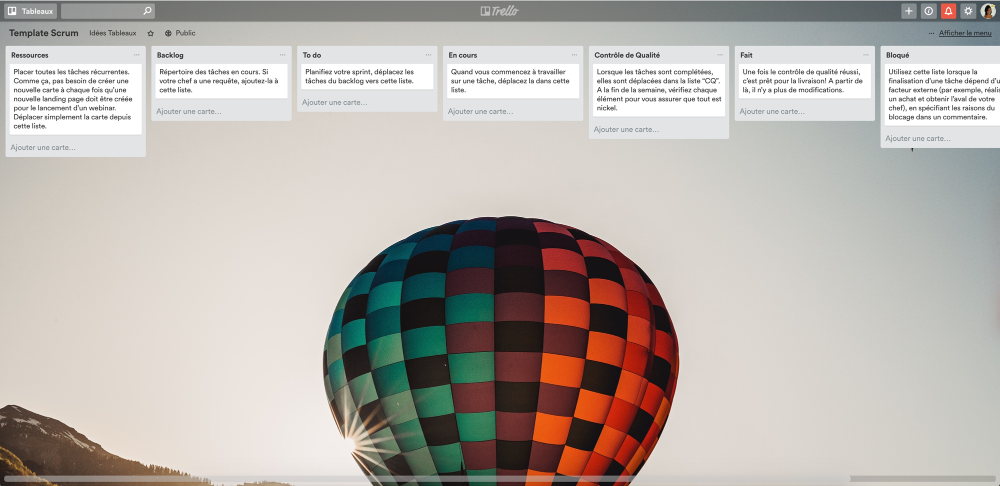 Tableaux
Trello
Template Scrum
Idées Tableaux
Public
... Afficher le menu
Ressources
Placer toutes les tâches récurrentes.
Comme ça, pas besoin de créer une
nouvelle carte à chaque fois qu’une
nouvelle landing page doit être créée
pour le lancement d’un webinar.
Déplacer simplement la carte depuis
cette liste.
Ajouter une carte…
Backlog
Répertoire des tâches en cours. Si
votre chef a une requête, ajoutez-la à
cette liste.
Ajouter une carte…
To do
Planifiez votre sprint, déplacez les
tâches du backlog vers cette liste.
Ajouter une carte…
En cours
Quand vous commencez à travailler
sur une tâche, déplacez la dans cette
liste.
Ajouter une carte…
Contrôle de Qualité
Lorsque les tâches sont complétées,
elles sont déplacées dans la liste “CQ”.
A la fin de la semaine, vérifiez chaque
élément pour vous assurer que tout est
nickel.
Ajouter une carte…
Fait
Une fois le contrôle de qualité réussi,
c’est prêt pour la livraison! A partir de
là, il n’y a plus de modifications.
Ajouter une carte…
Bloqué
Utilisez cette liste lorsque la
finalisation d’une tâche dépend d’u
facteur externe (par exemple, réalis
un achat et obtenir l’aval de votre
chef), en spécifiant les raisons du
blocage dans un commentaire.
Ajouter une carte…